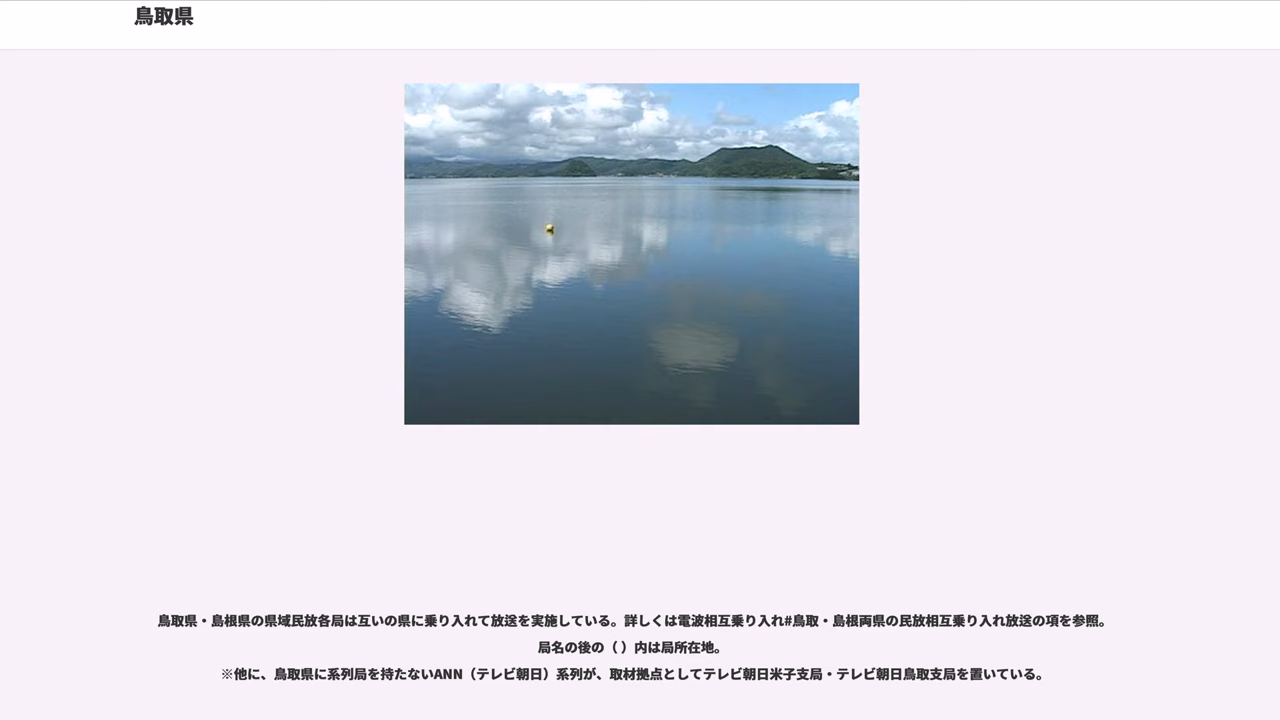 鳥取県
鳥取県・島根県の県域民放各局は互いの県に乗り入れて放送を実施している。詳しくは電波相互乗り入れ#鳥取・島根両県の民放相互乗り入れ放送の項を参照。
局名の後の（ ）内は局所在地。
※他に、鳥取県に系列局を持たないANN（テレビ朝日）系列が、取材拠点としてテレビ朝日米子支局・テレビ朝日鳥取支局を置いている。